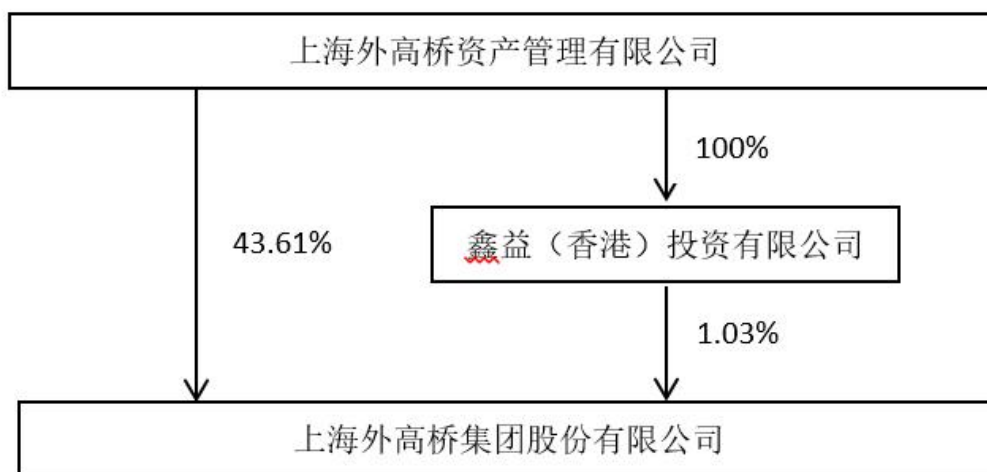 上海外高桥资产管理有限公司
100%
43.61%
鑫益（香港）投资有限公司
1.03%
上海外高桥集团股份有限公司